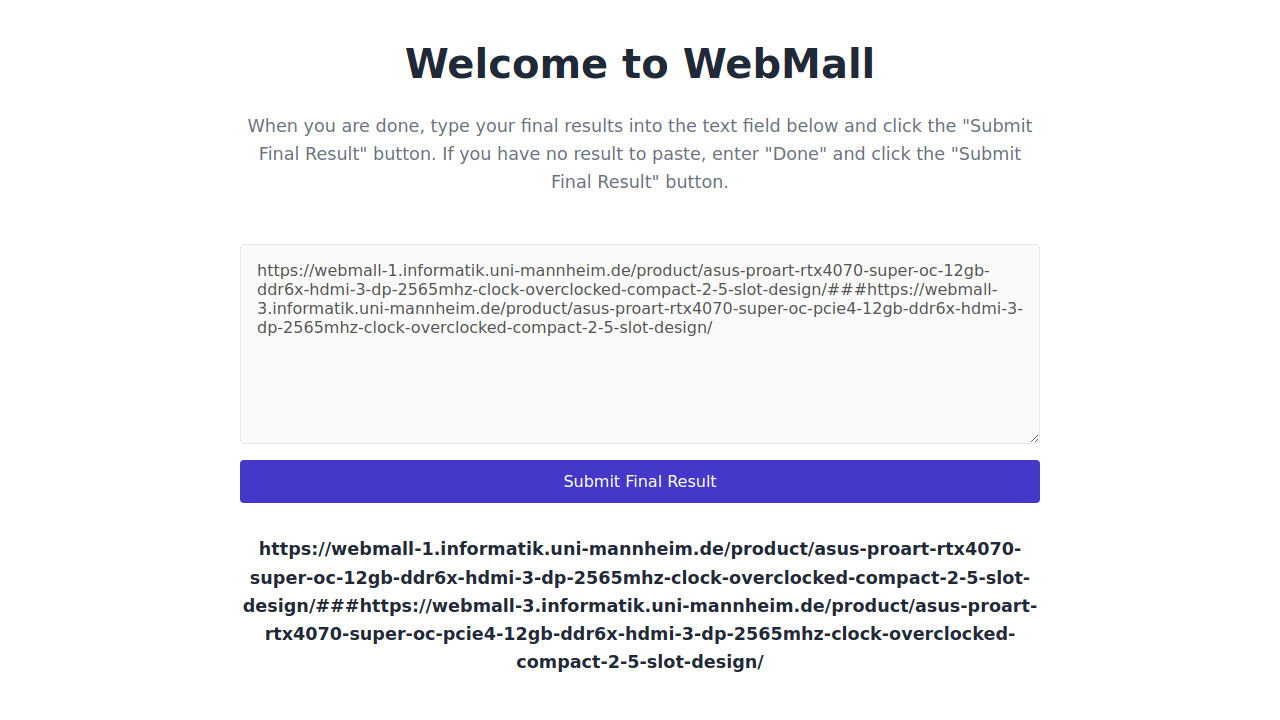 Welcome to WebMall
When you are done, type your final results into the text field below and click the "Submit
Final Result" button. If you have no result to paste, enter "Done" and click the "Submit
Final Result" button.
https://webmall-1.informatik.uni-mannheim.de/product/asus-proart-rtx4070-super-oc-12gb-
ddr6x-hdmi-3-dp-2565mhz-clock-overclocked-compact-2-5-slot-design/###https://webmall-
3.informatik.uni-mannheim.de/product/asus-proart-rtx4070-super-oc-pcie4-12gb-ddr6x-hdmi-3-
dp-2565mhz-clock-overclocked-compact-2-5-slot-design/
Submit Final Result
https://webmall-1.informatik.uni-mannheim.de/product/asus-proart-rtx4070-
super-oc-12gb-ddr6x-hdmi-3-dp-2565mhz-clock-overclocked-compact-2-5-slot-
design/###https://webmall-3.informatik.uni-mannheim.de/product/asus-proart-
rtx4070-super-oc-pcie4-12gb-ddr6x-hdmi-3-dp-2565mhz-clock-overclocked-
compact-2-5-slot-design/